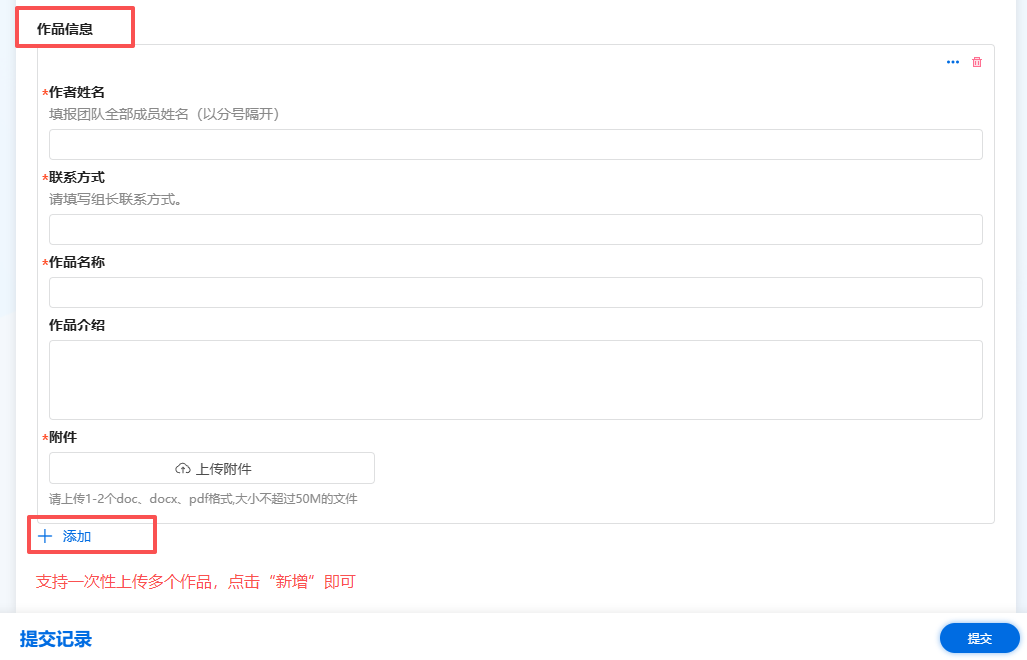 作品信息
*作者姓名
填报团队全部成员姓名（以分号隔开）
*联系方式
请填写组长联系方式。
*作品名称
作品介绍
*附件
上传附件
请上传1-2个doc、docx、pdf格式,大小不超过50M的文件
添加
支持一次性上传多个作品，点击“新增”即可
提交记录
提交